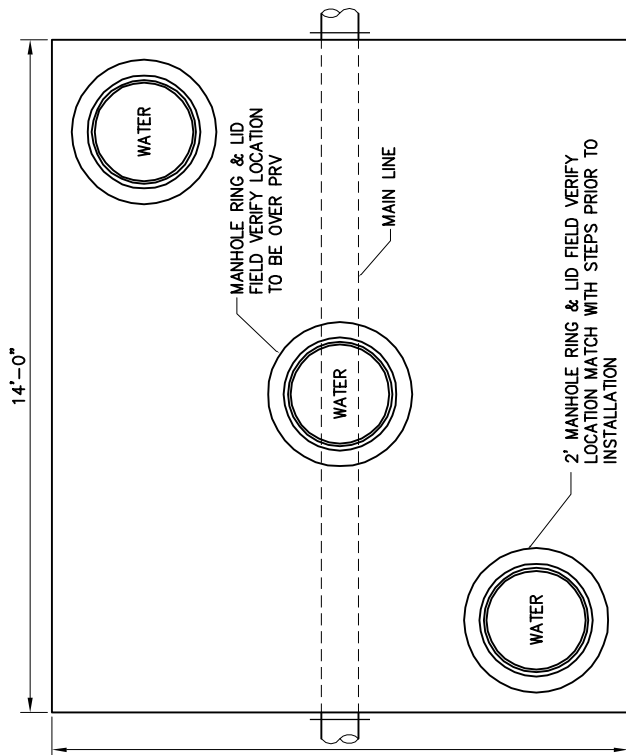 14'-0"
WATER
MANHOLE RING & LID
FIELD VERIFY LOCATION
TO BE OVER PRV
MAIN LINE
WATER
2' MANHOLE RING & LID FIELD VERIFY
LOCATION MATCH WITH STEPS PRIOR TO
INSTALLATION
WATER